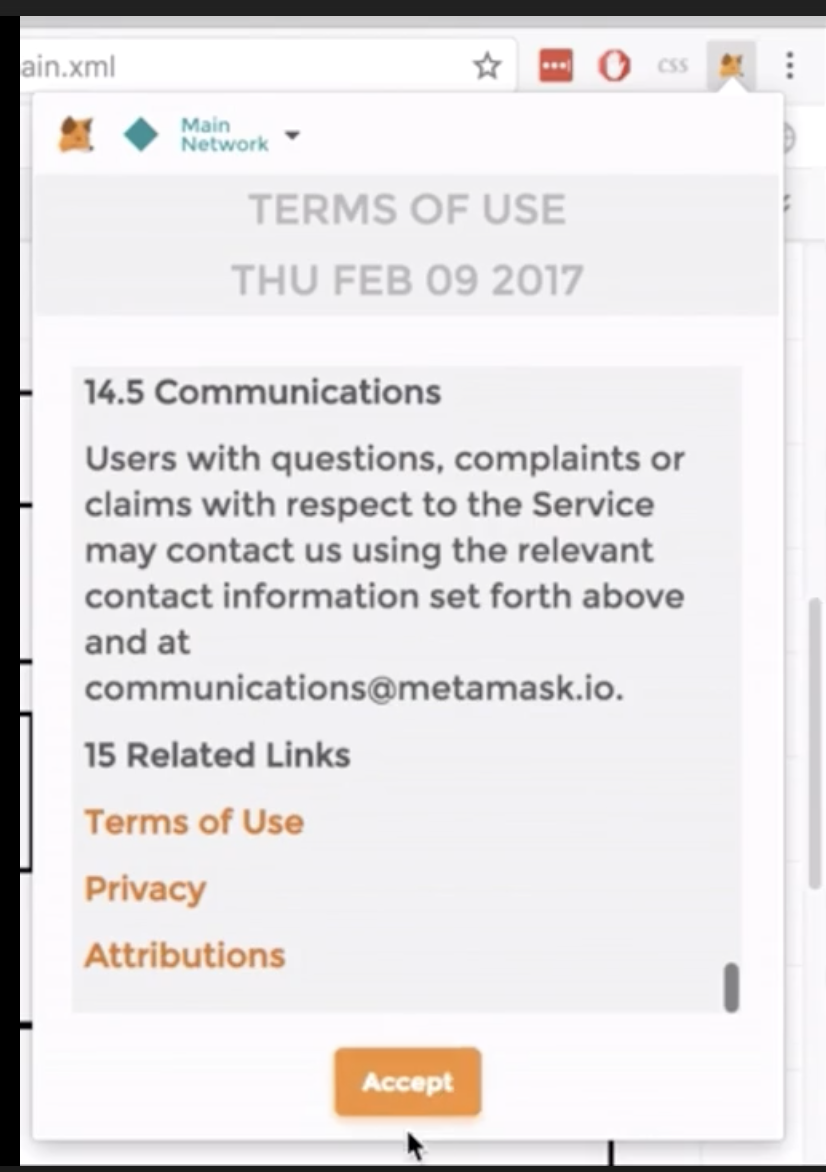 ain.xml
CSS
Main
Network
TERMS OF USE
THU FEB 09 2017
14.5 Communications
Users with questions, complaints or
claims with respect to the Service
may contact us using the relevant
contact information set forth above
and at
communications@metamask.io.
15 Related Links
Terms of Use
Privacy
Attributions
Accept